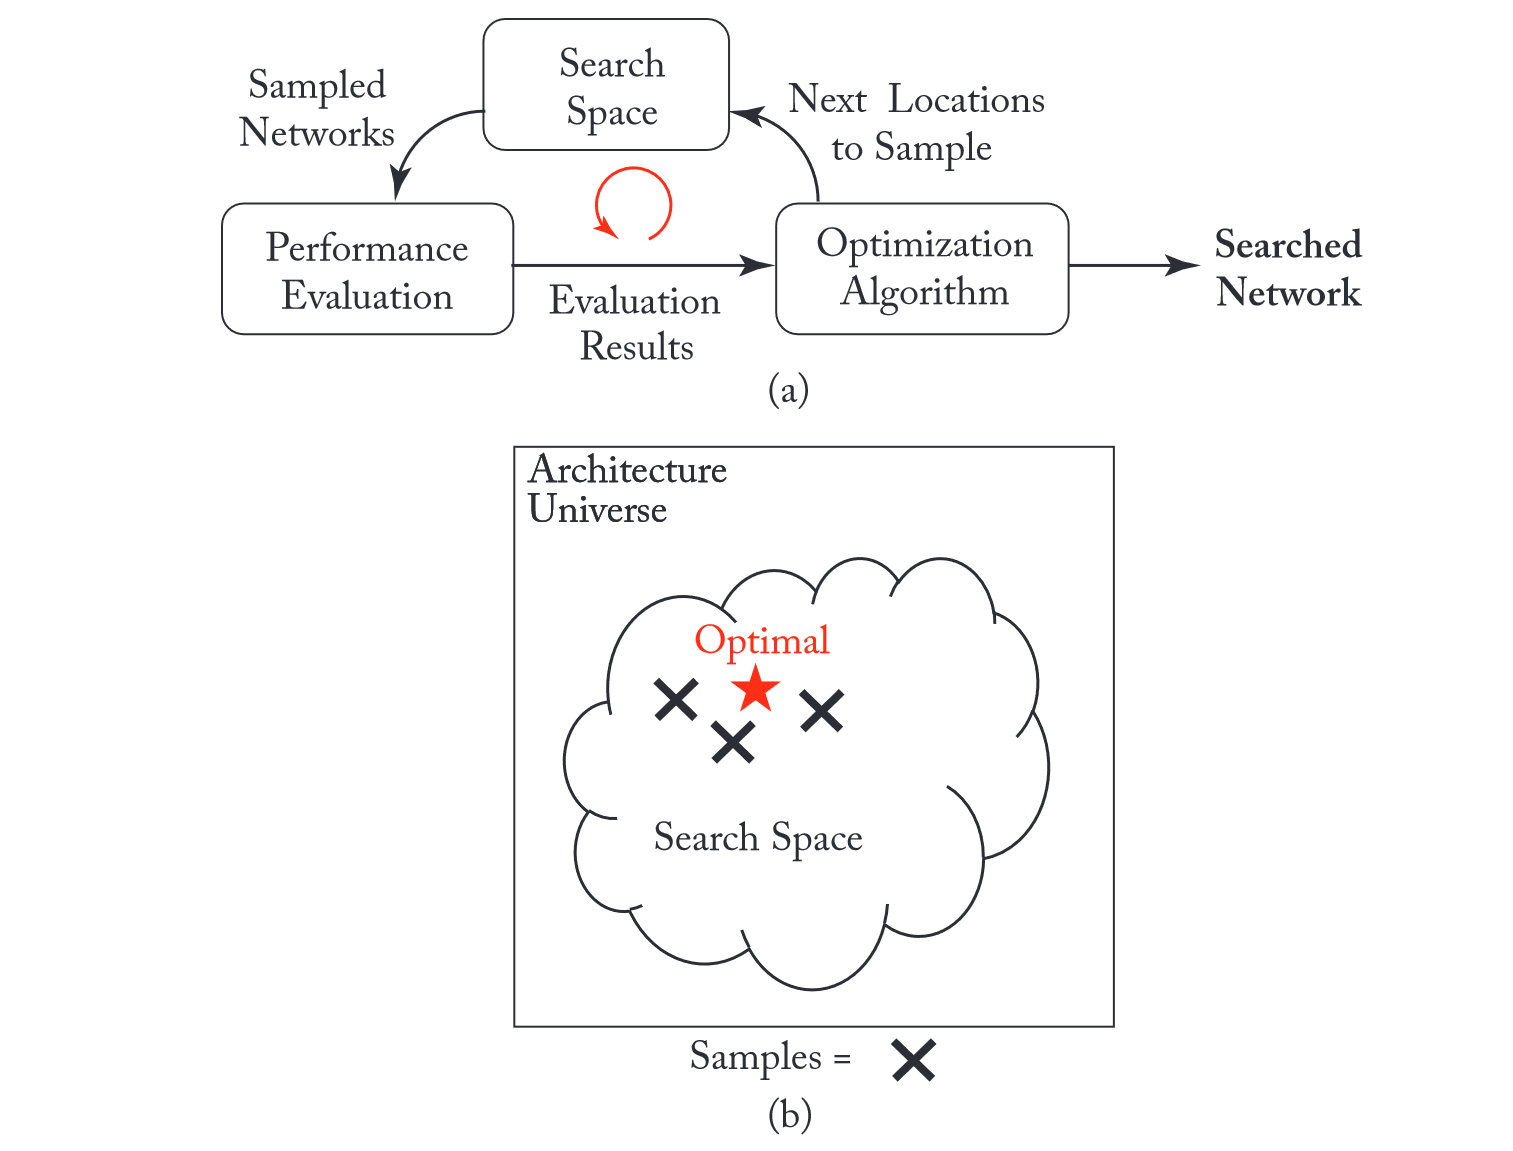 Search
Space
Sampled
Networks
Next Locations
to Sample
Performance
Evaluation
Evaluation
Results
Optimization
Algorithm
Searched
Network
(a)
Architecture
Universe
Optimal
Search Space
Samples =
(b)